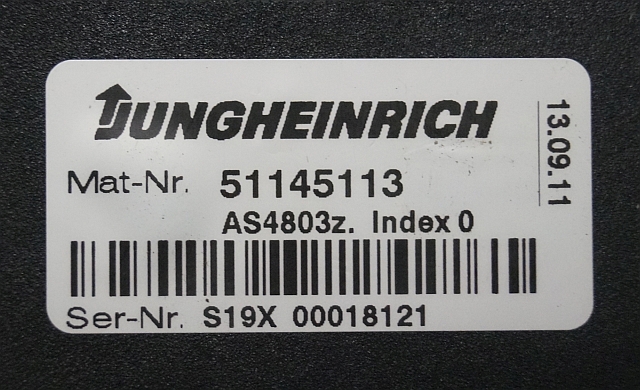 JUNGHEINRICH
13.09.11
Mat-Nr. 51145113
AS4803z. Index 0
Ser-Nr. S19X 00018121